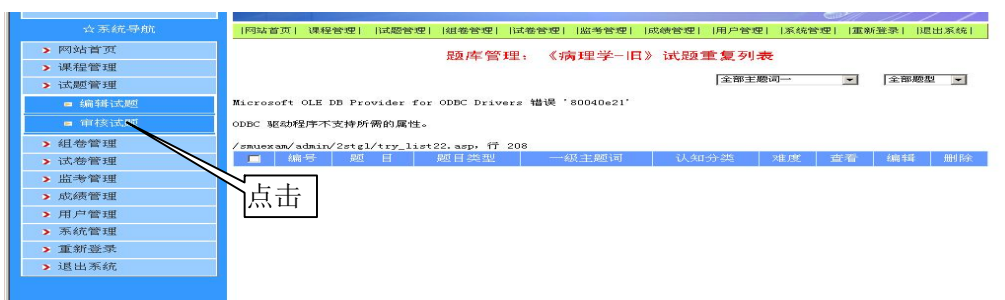 ☆系统导航
网站首页
课程管理
试题管理
编辑试题
审核试题
组卷管理
试卷管理
监考管理
成绩管理
用户管理
系统管理
重新登录
退出系统
点击
|网站首页| |课程管理| |试题管理| |组卷管理| |试卷管理| |监考管理| |成绩管理| |用户管理| |系统管理| |重新登录| |退出系统|
题库管理：《病理学-旧》试题重复列表
全部主题词一 全部题型
Microsoft OLE DB Provider for ODBC Drivers 错误 '80040e21'
ODBC 驱动程序不支持所需的属性。
/smuexam/admin/2stgl/try_list22.asp，行 208
编号 题 目 题目类型 一级主题词 认知分类 难度 查看 编辑 删除